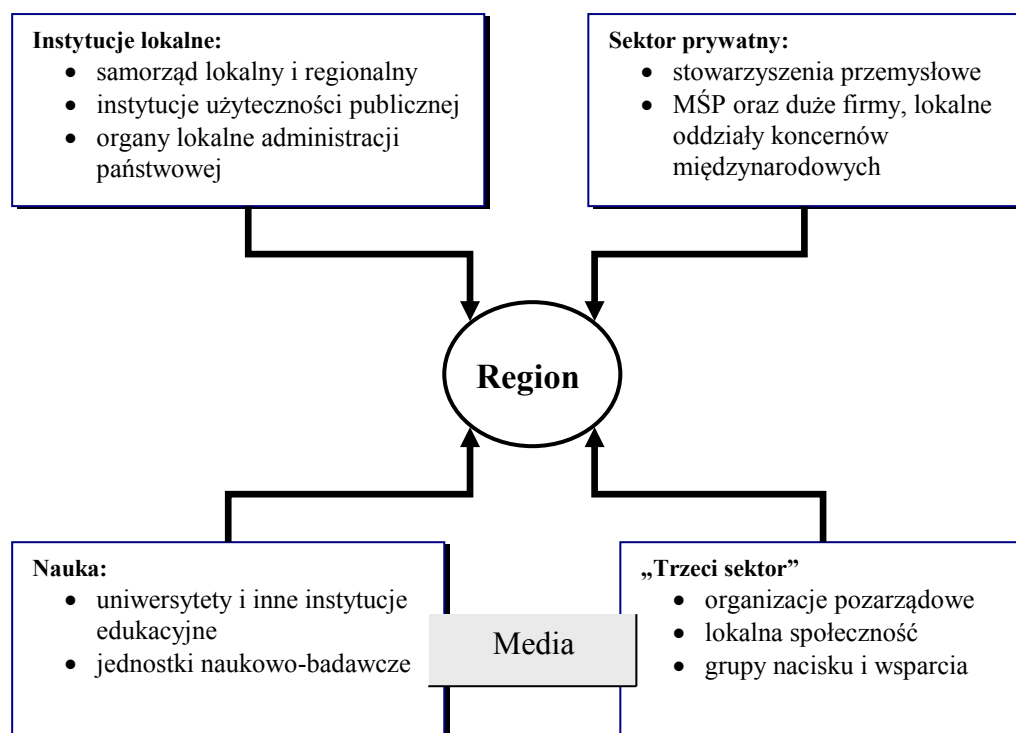 Instytucje lokalne:
• samorząd lokalny i regionalny
• instytucje użyteczności publicznej
• organy lokalne administracji
państwowej
Sektor prywatny:
• stowarzyszenia przemysłowe
• MŚP oraz duże firmy, lokalne
oddziały koncernów
międzynarodowych
Region
Nauka:
• uniwersytety i inne instytucje
edukacyjne
• jednostki naukowo-badawcze
Media
„Trzeci sektor”
• organizacje pozarządowe
• lokalna społeczność
• grupy nacisku i wsparcia